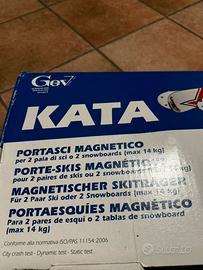 Gev
KATA
PORTASCI MAGNETICO
per 2 paia di sci o 2 snowboards (max 14 kg)
PORTE-SKIS MAGNÉTIQUE
pour 2 paires de skis ou 2 snowboards (max 14 kg)
MAGNETISCHER SKITRÄGER
Für 2 Paar Ski oder 2 Snowboards (max 14 kg)
PORTAESQUÍES MAGNÉTICO
Para 2 pares de esquí o 2 tablas de snowboard
(max 14 kg)
Conforme alla normativa ISO/PAS 11154:2006
City crash test - Dynamic test - Static test
subito